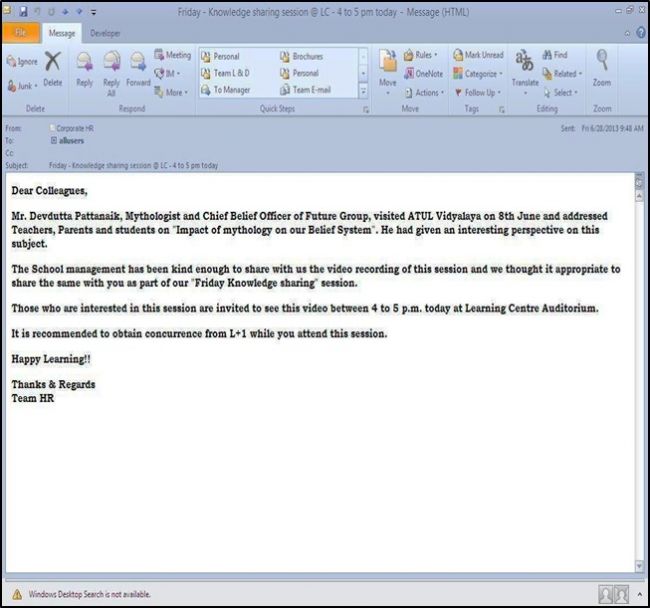 Friday - Knowledge sharing session @ LC - 4 to 5 pm today - Message (HTML)
File Message Developer
Ignore
Junk
Delete
Reply
Reply All
Forward
Meeting
IM
More
Personal
Team L & D
To Manager
Brochures
Personal
Team E-mail
Move
Rules
OneNote
Actions
Mark Unread
Categorize
Follow Up
Translate
Find
Related
Select
Zoom
Delete Respond Quick Steps Move Tags Editing Zoom
From: Corporate HR Sent: Fri 6/28/2013 9:48 AM
To: allusers
Cc:
Subject: Friday - Knowledge sharing session @ LC - 4 to 5 pm today
Dear Colleagues,
Mr. Devdutta Pattanaik, Mythologist and Chief Belief Officer of Future Group, visited ATUL Vidyalaya on 8th June and addressed
Teachers, Parents and students on "Impact of mythology on our Belief System". He had given an interesting perspective on this
subject.
The School management has been kind enough to share with us the video recording of this session and we thought it appropriate to
share the same with you as part of our "Friday Knowledge sharing" session.
Those who are interested in this session are invited to see this video between 4 to 5 p.m. today at Learning Centre Auditorium.
It is recommended to obtain concurrence from L+1 while you attend this session.
Happy Learning!!
Thanks & Regards
Team HR
Windows Desktop Search is not available.